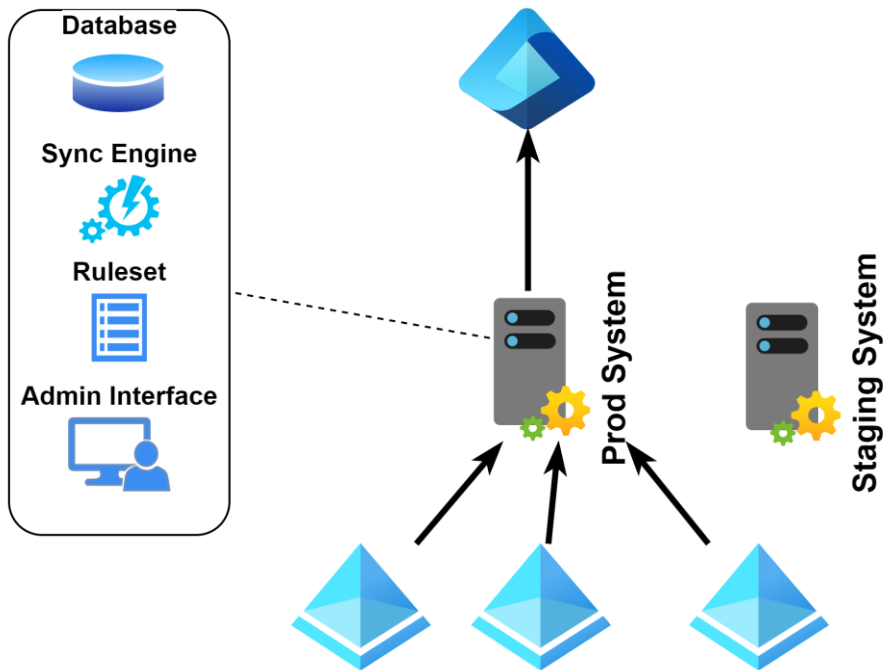 Database
Sync Engine
Ruleset
Admin Interface
Prod System
Staging System